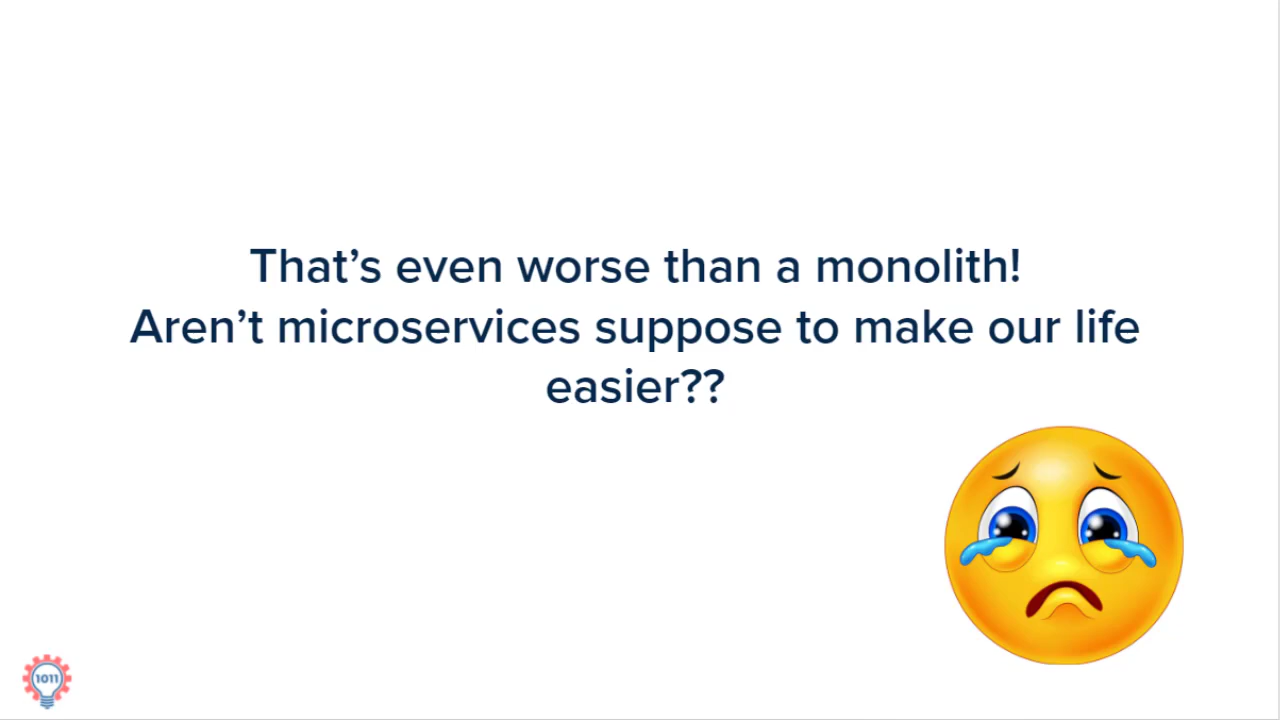 That’s even worse than a monolith!
Aren’t microservices suppose to make our life
easier??
1011